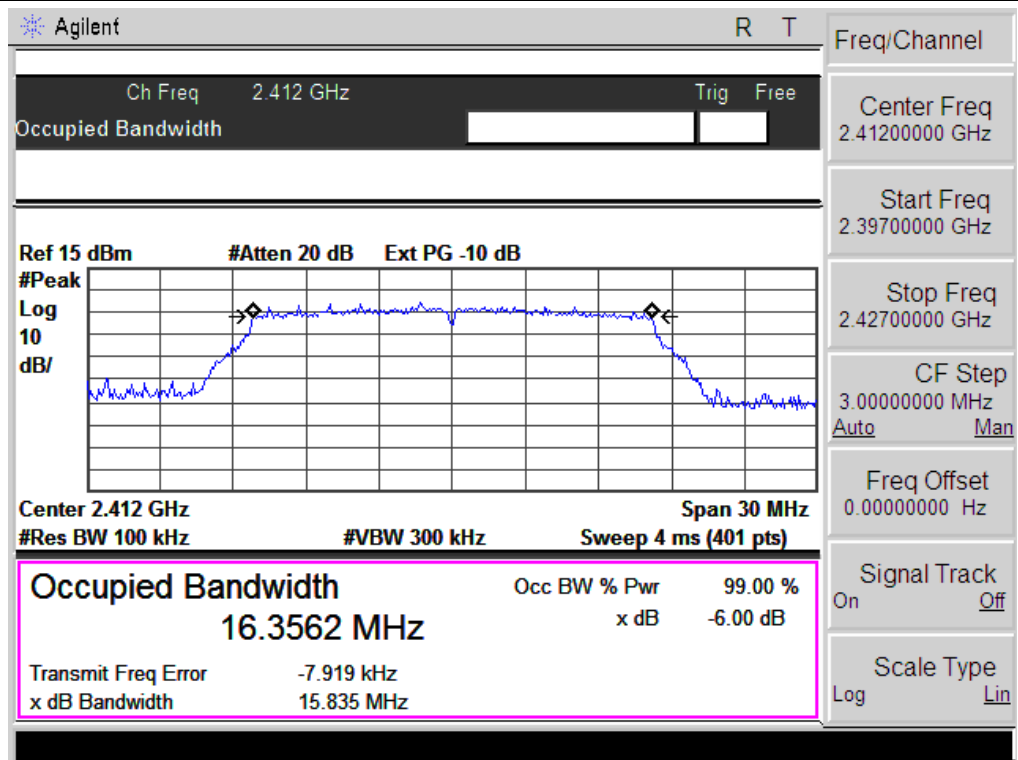 Agilent R T
Ch Freq 2.412 GHz Trig Free
Occupied Bandwidth
Ref 15 dBm #Atten 20 dB Ext PG -10 dB
#Peak
Log
10
dB/
Center 2.412 GHz Span 30 MHz
#Res BW 100 kHz #VBW 300 kHz Sweep 4 ms (401 pts)
Occupied Bandwidth Occ BW % Pwr 99.00 %
16.3562 MHz x dB -6.00 dB
Transmit Freq Error -7.919 kHz
x dB Bandwidth 15.835 MHz
Freq/Channel
Center Freq
2.41200000 GHz
Start Freq
2.39700000 GHz
Stop Freq
2.42700000 GHz
CF Step
3.00000000 MHz
Auto Man
Freq Offset
0.00000000 Hz
Signal Track
On Off
Scale Type
Log Lin